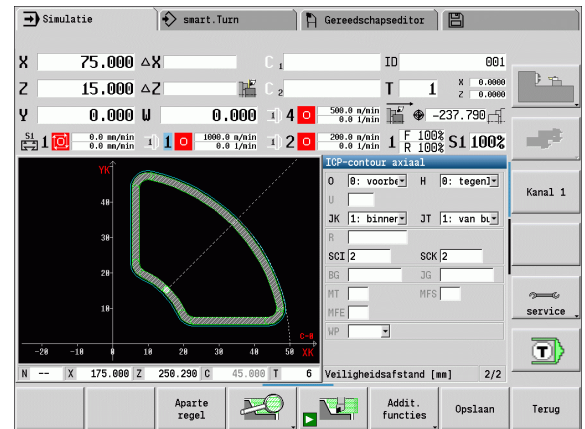 Simulatie smart.Turn Gereedschapseditor
X 75.000 ΔX C 1 ID 001
Z 15.000 ΔZ C 2 T 1 X 0.0000 Z 0.0000
Y 0.000 W 0.000 4 500.0 m/min 0.0 1/min -237.790
S1 1 0.0 mm/min 0.0 mm/min 1 1000.0 m/min 0.0 1/min 2 200.0 m/min 0.0 1/min 1 F 100% R 100% S1 100%
ICP-contour axiaal
O 0: voorbe H 0: tegenl
U
JK 1: binner JT 1: van bu
R
SCI 2 SCK 2
BG JG
MT MFS
MFE
WP
YK
40
30
20
10
C=0
-20 -10 0 10 20 30 40 50 XK
Kanal 1
service
T
N -- X 175.000 Z 250.290 C 45.000 T 6 Veiligheidsafstand [mm] 2/2
Aparte regel
Addit. functies
Opslaan
Terug